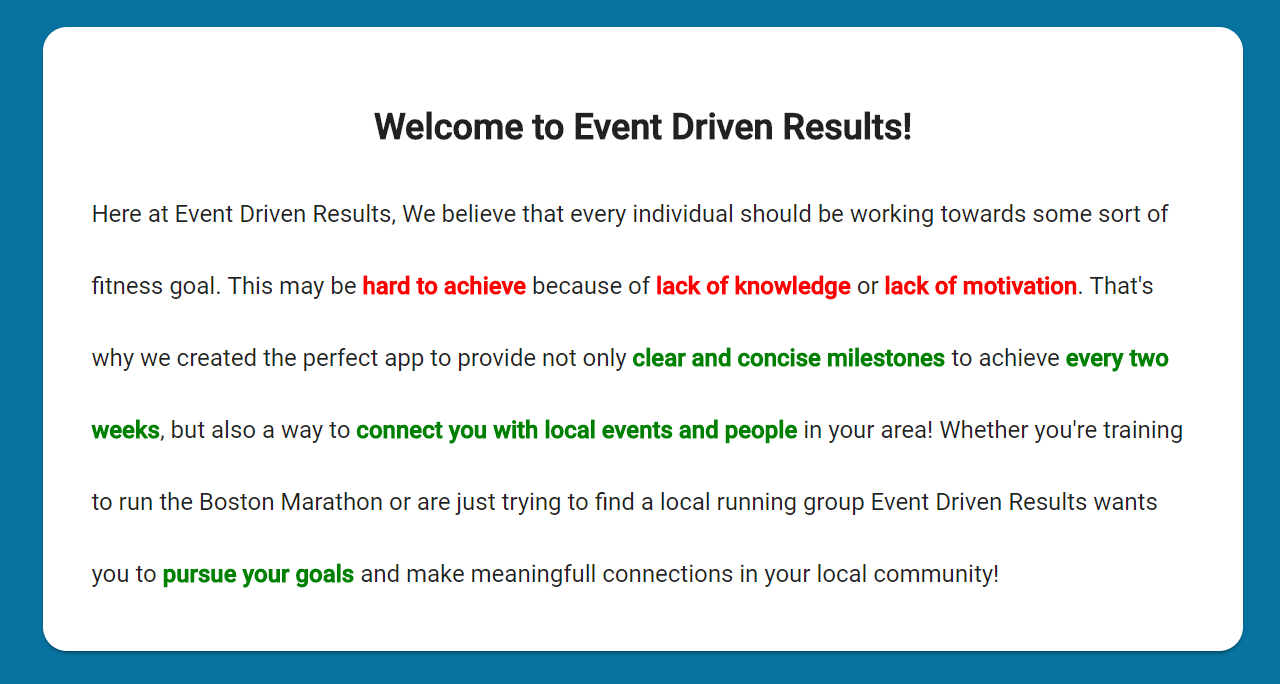 Welcome to Event Driven Results!
Here at Event Driven Results, We believe that every individual should be working towards some sort of
fitness goal. This may be hard to achieve because of lack of knowledge or lack of motivation. That's
why we created the perfect app to provide not only clear and concise milestones to achieve every two
weeks, but also a way to connect you with local events and people in your area! Whether you're training
to run the Boston Marathon or are just trying to find a local running group Event Driven Results wants
you to pursue your goals and make meaningfull connections in your local community!